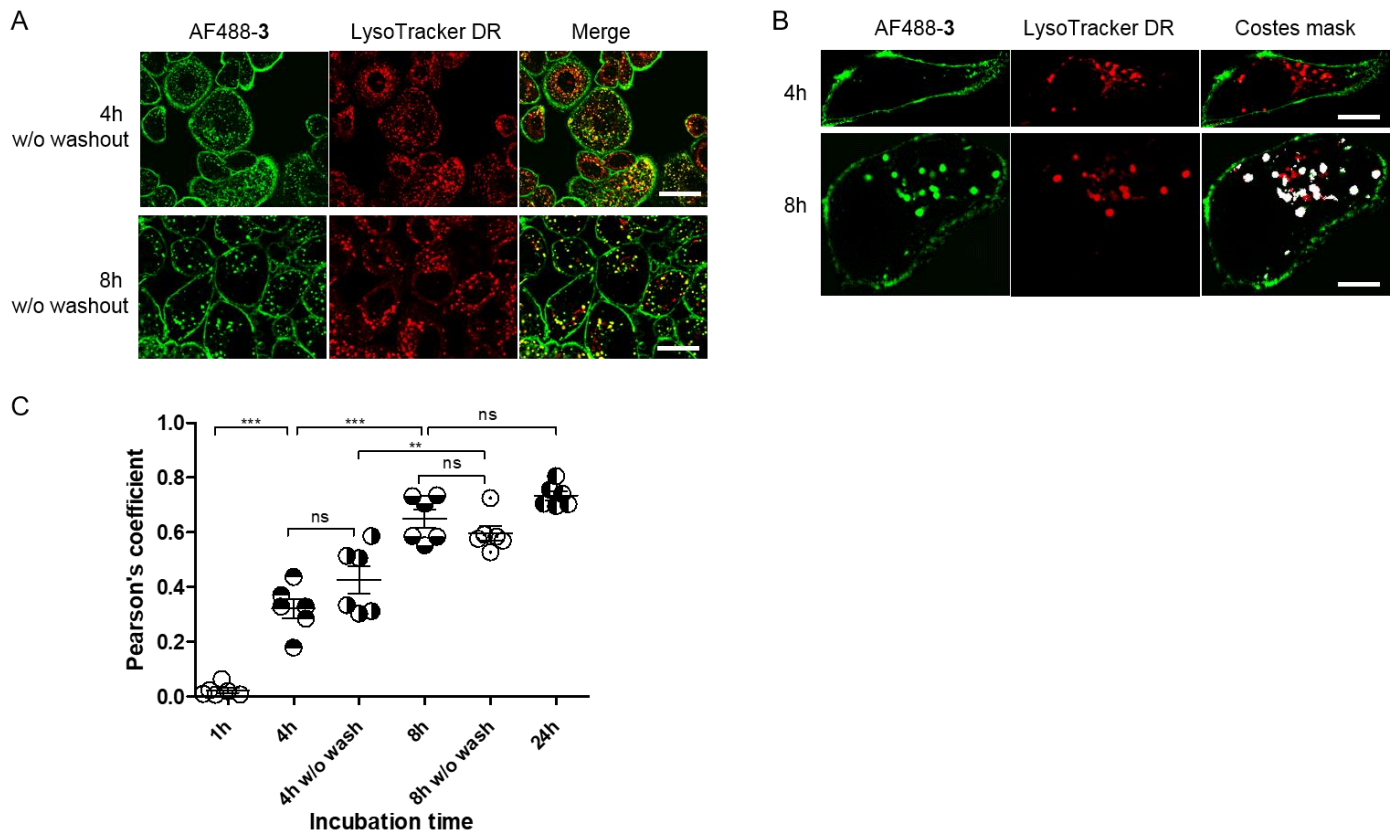 A
AF488-3 LysoTracker DR Merge
4h
w/o washout
8h
w/o washout
B
AF488-3 LysoTracker DR Costes mask
4h
8h
C
Pearson's coefficient
1.0
0.8
0.6
0.4
0.2
0.0
*** *** ns
**
ns
ns
1h 4h 4h w/o wash 8h 8h w/o wash 24h
Incubation time